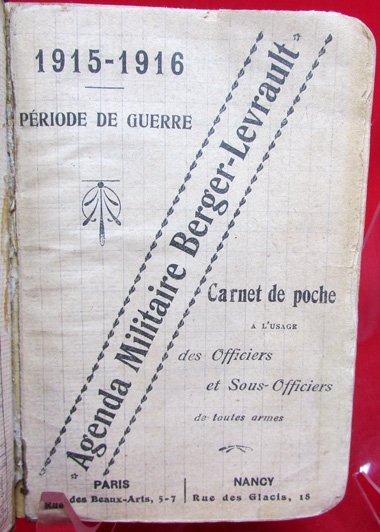 1915-1916
PÉRIODE DE GUERRE
Agenda Militaire Berger-Levrault
Carnet de poche
A L'USAGE
des Officiers
et Sous-Officiers
de toutes armes
PARIS
Rue des Beaux-Arts, 5-7
NANCY
Rue des Glacis, 18